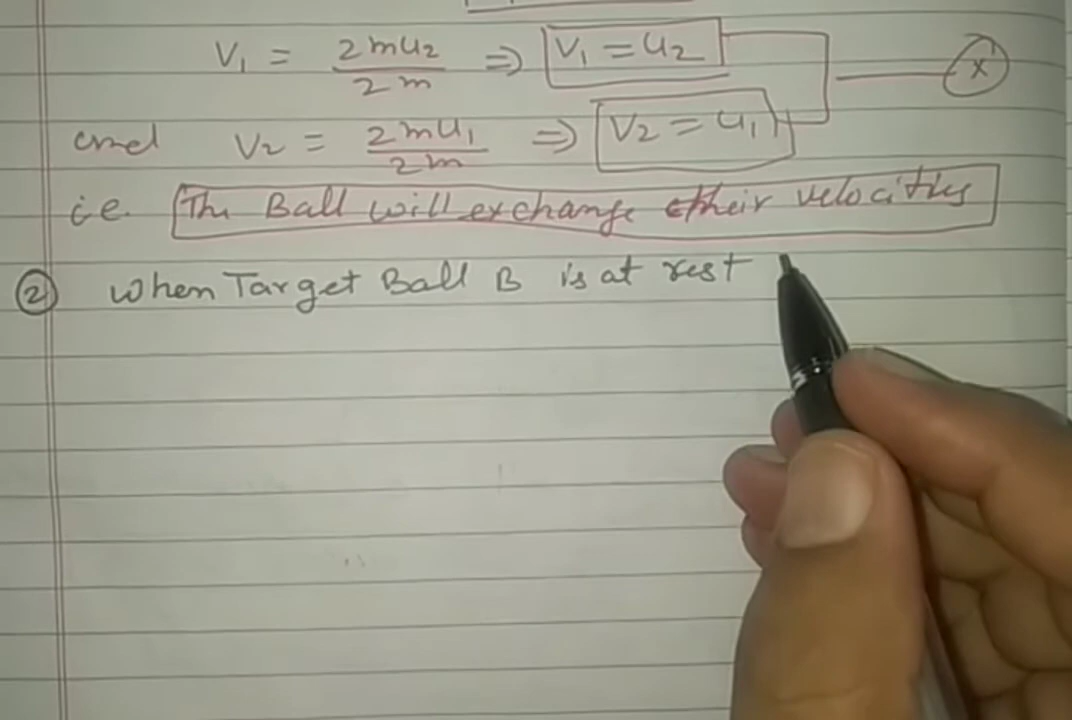 V₁ = 2mu₂/2m ⇒ V₁ = u₂ (x)
and V₂ = 2mu₁/2m ⇒ V₂ = u₁
i.e. The Ball will exchange their velocities
② when Target Ball B is at rest